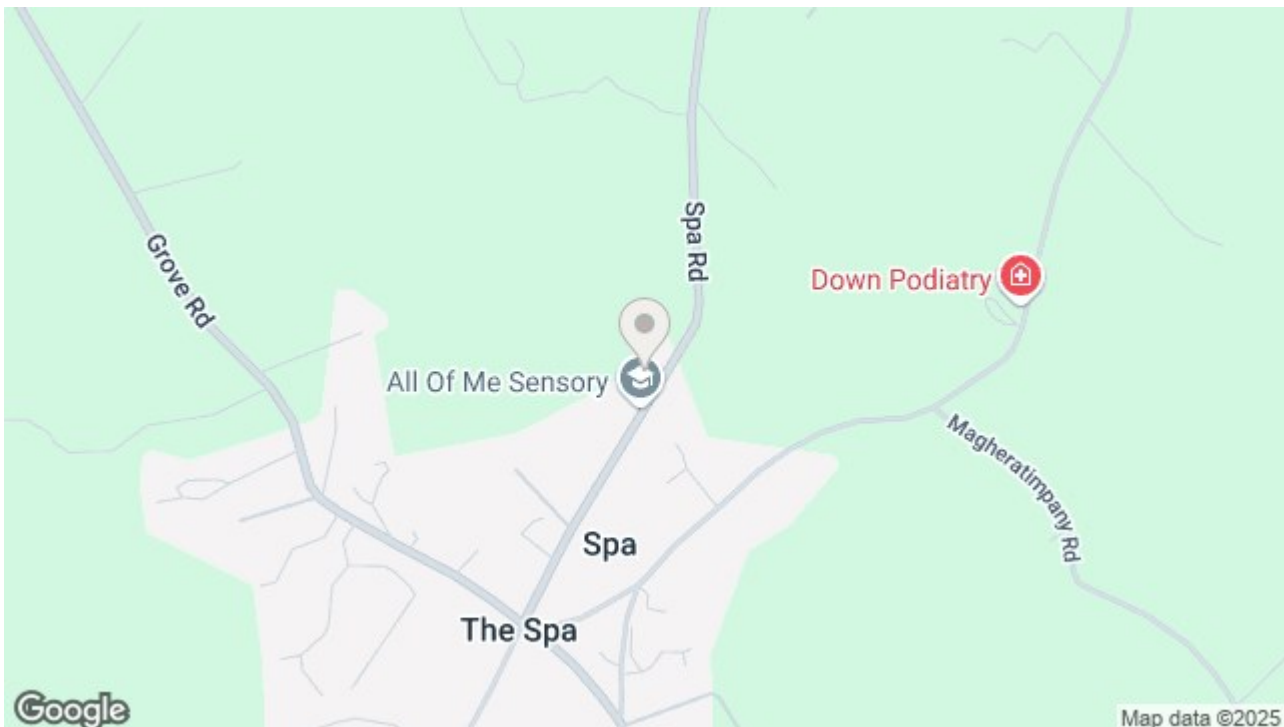 Grove Rd
Spa Rd
Down Podiatry
All Of Me Sensory
Magheratimpany Rd
Spa
The Spa
Google
Map data ©2025